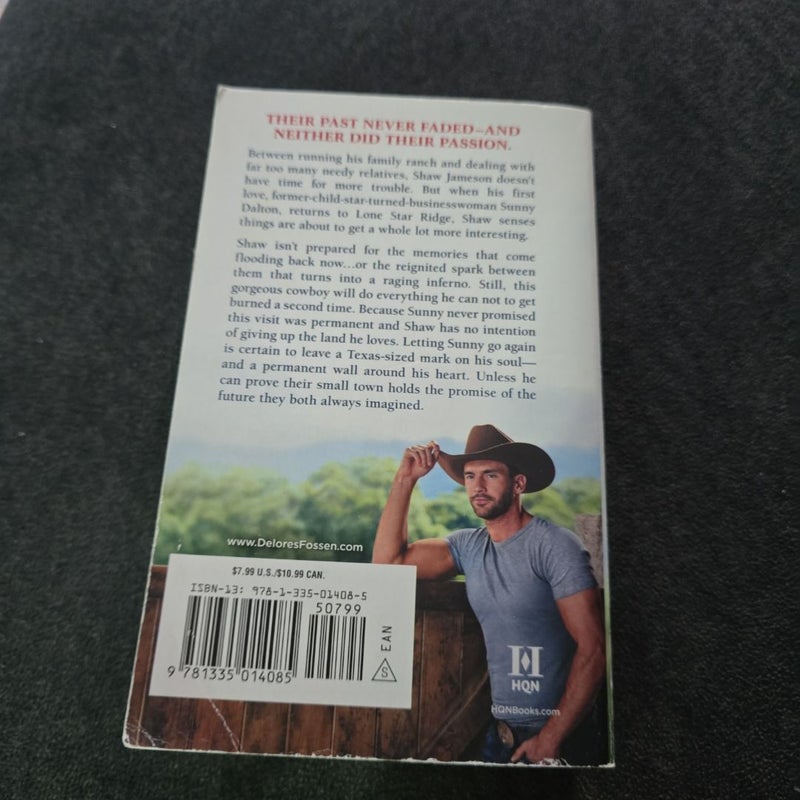 THEIR PAST NEVER FADED—AND
NEITHER DID THEIR PASSION.
Between running his family ranch and dealing with
far too many needy relatives, Shaw Jameson doesn't
have time for more trouble. But when his first
love, former-child-star-turned-businesswoman Sunny
Dalton, returns to Lone Star Ridge, Shaw senses
things are about to get a whole lot more interesting.
Shaw isn't prepared for the memories that come
flooding back now...or the reignited spark between
them that turns into a raging inferno. Still, this
gorgeous cowboy will do everything he can not to get
burned a second time. Because Sunny never promised
this visit was permanent and Shaw has no intention
of giving up the land he loves. Letting Sunny go again
is certain to leave a Texas-sized mark on his soul—
and a permanent wall around his heart. Unless he
can prove their small town holds the promise of the
future they both always imagined.
www.DeloresFossen.com
$7.99 U.S./$10.99 CAN.
ISBN-13: 978-1-335-01408-5
50799
9 781335 014085
EAN
S
H
HQN
HQNBooks.com